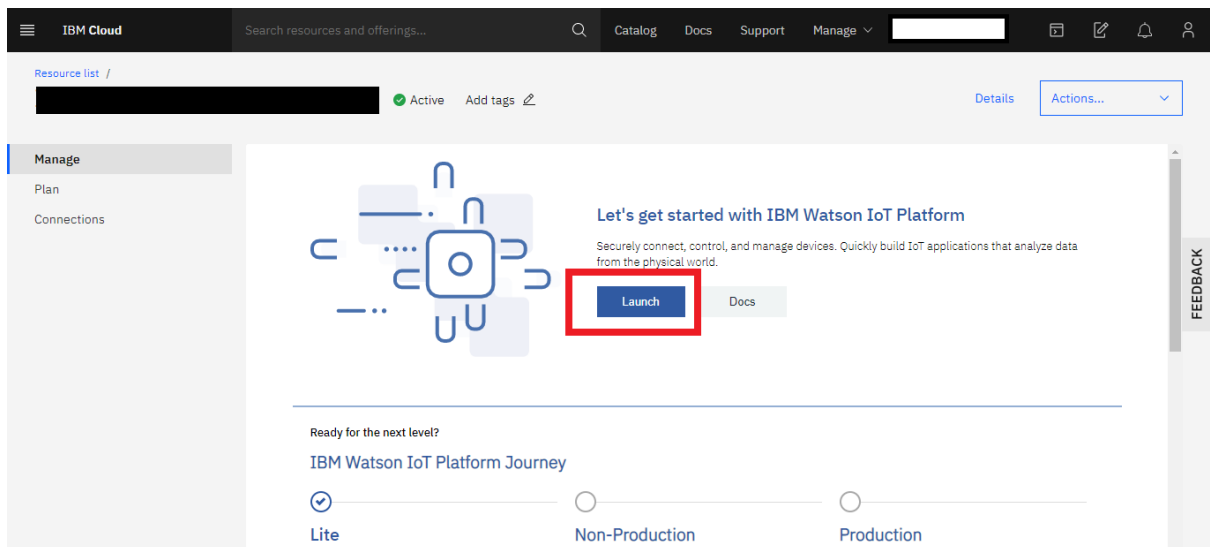 IBM Cloud
Search resources and offerings...
Catalog
Docs
Support
Manage
Resource list /
Active
Add tags
Details
Actions...
Manage
Plan
Connections
Let's get started with IBM Watson IoT Platform
Securely connect, control, and manage devices. Quickly build IoT applications that analyze data
from the physical world.
Launch
Docs
FEEDBACK
Ready for the next level?
IBM Watson IoT Platform Journey
Lite
Non-Production
Production